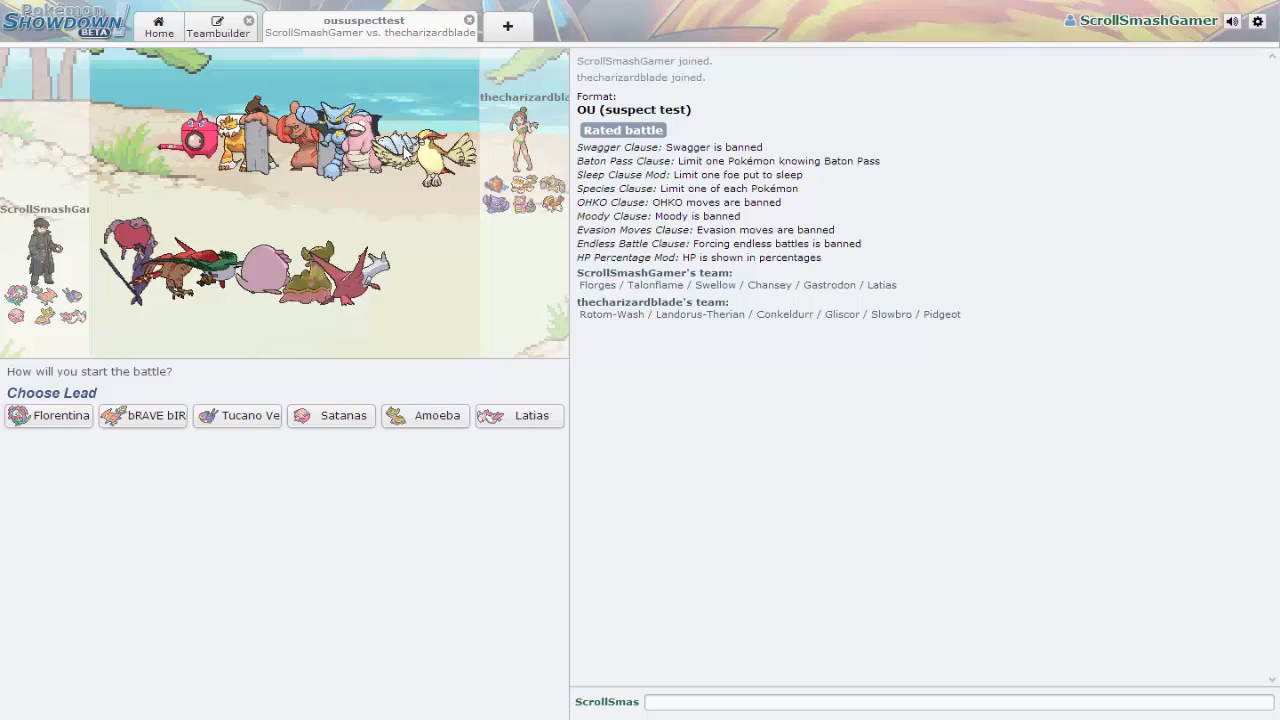 Pokémon
SHOWDOWN!
BETA
Home
Teambuilder
oususpecttest
ScrollSmashGamer vs. thecharizardblade
ScrollSmashGamer
thecharizardbla
ScrollSmashGar
How will you start the battle?
Choose Lead
Florentina
bRAVE bIR
Tucano Ve
Satanas
Amoeba
Latias
ScrollSmashGamer joined.
thecharizardblade joined.
Format:
OU (suspect test)
Rated battle
Swagger Clause: Swagger is banned
Baton Pass Clause: Limit one Pokémon knowing Baton Pass
Sleep Clause Mod: Limit one foe put to sleep
Species Clause: Limit one of each Pokémon
OHKO Clause: OHKO moves are banned
Moody Clause: Moody is banned
Evasion Moves Clause: Evasion moves are banned
Endless Battle Clause: Forcing endless battles is banned
HP Percentage Mod: HP is shown in percentages
ScrollSmashGamer's team:
Florges / Talonflame / Swellow / Chansey / Gastrodon / Latias
thecharizardblade's team:
Rotom-Wash / Landorus-Therian / Conkeldurr / Gliscor / Slowbro / Pidgeot
ScrollSmas